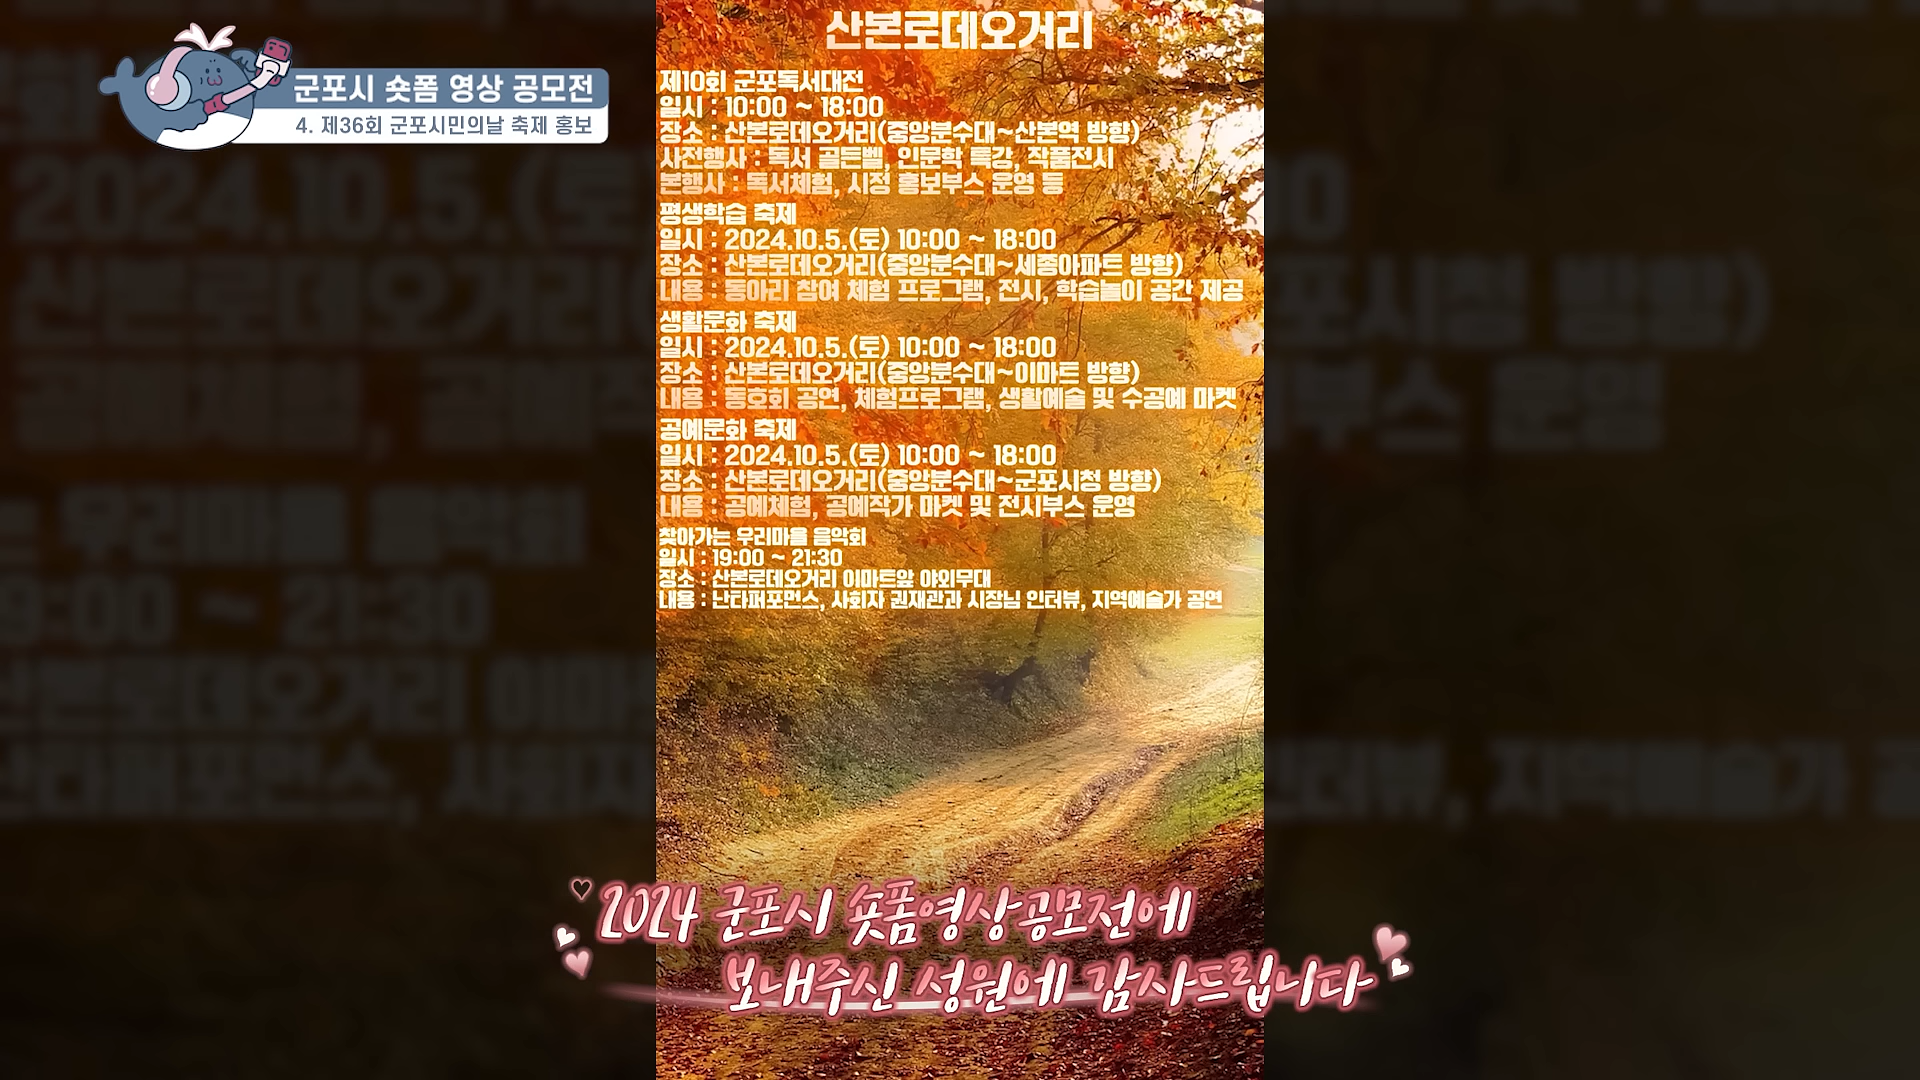 군포시 숏폼 영상 공모전
4. 제36회 군포시민의날 축제 홍보
산본로데오거리
제10회 군포독서대전
일시 : 10:00 ~ 18:00
장소 : 산본로데오거리(중앙분수대~산본역 방향)
사전행사 : 독서 골든벨, 인문학 특강, 작품전시
본행사 : 독서체험, 시정 홍보부스 운영 등
평생학습 축제
일시 : 2024.10.5.(토) 10:00 ~ 18:00
장소 : 산본로데오거리(중앙분수대~세종아파트 방향)
내용 : 동아리 참여 체험 프로그램, 전시, 학습놀이 공간 제공
생활문화 축제
일시 : 2024.10.5.(토) 10:00 ~ 18:00
장소 : 산본로데오거리(중앙분수대~이마트 방향)
내용 : 동호회 공연, 체험프로그램, 생활예술 및 수공예 마켓
공예문화 축제
일시 : 2024.10.5.(토) 10:00 ~ 18:00
장소 : 산본로데오거리(중앙분수대~군포시청 방향)
내용 : 공예체험, 공예작가 마켓 및 전시부스 운영
찾아가는 우리마을 음악회
일시 : 19:00 ~ 21:30
장소 : 산본로데오거리 이마트앞 야외무대
내용 : 난타퍼포먼스, 사회자 권재관과 시장님 인터뷰, 지역예술가 공연
2024 군포시 숏폼영상공모전에
보내주신 성원에 감사드립니다